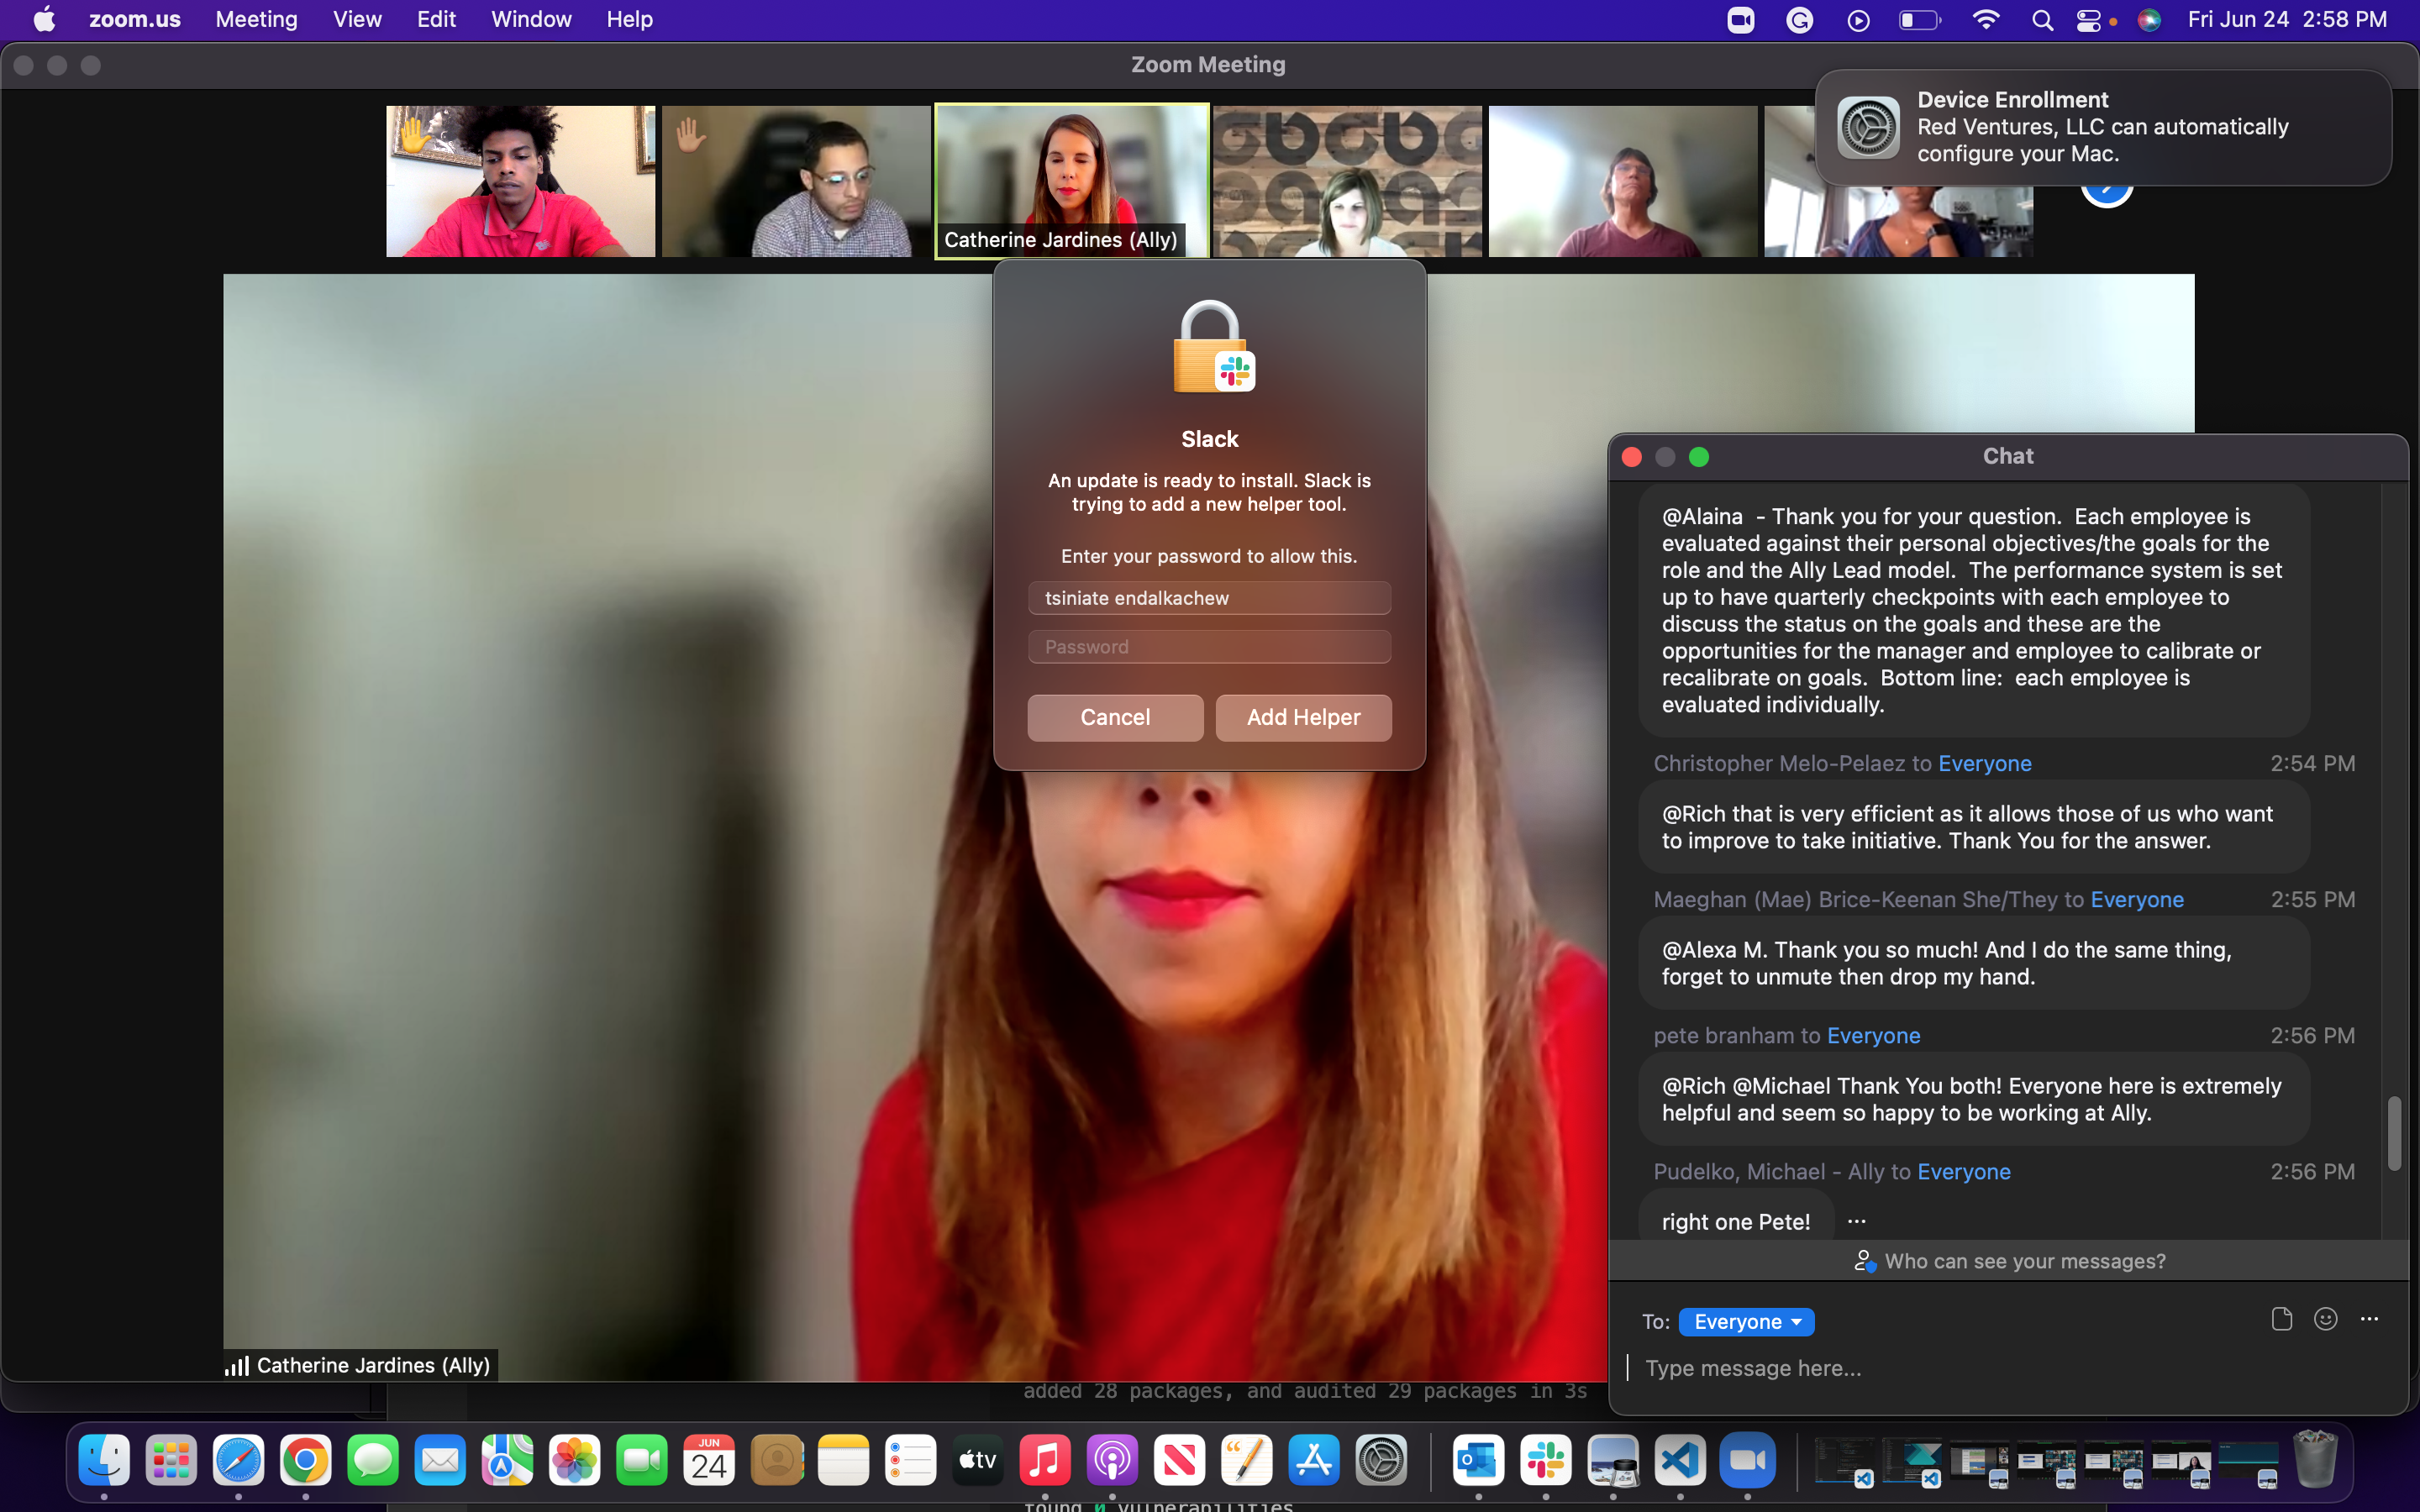 zoom.us Meeting View Edit Window Help
Fri Jun 24 2:58 PM
Zoom Meeting
Device Enrollment
Red Ventures, LLC can automatically
configure your Mac.
Catherine Jardines (Ally)
Slack
An update is ready to install. Slack is
trying to add a new helper tool.
Enter your password to allow this.
tsiniate endalkachew
Password
Cancel
Add Helper
Chat
@Alaina - Thank you for your question. Each employee is
evaluated against their personal objectives/the goals for the
role and the Ally Lead model. The performance system is set
up to have quarterly checkpoints with each employee to
discuss the status on the goals and these are the
opportunities for the manager and employee to calibrate or
recalibrate on goals. Bottom line: each employee is
evaluated individually.
Christopher Melo-Pelaez to Everyone 2:54 PM
@Rich that is very efficient as it allows those of us who want
to improve to take initiative. Thank You for the answer.
Maeghan (Mae) Brice-Keenan She/They to Everyone 2:55 PM
@Alexa M. Thank you so much! And I do the same thing,
forget to unmute then drop my hand.
pete branham to Everyone 2:56 PM
@Rich @Michael Thank You both! Everyone here is extremely
helpful and seem so happy to be working at Ally.
Pudelko, Michael - Ally to Everyone 2:56 PM
right one Pete!
Who can see your messages?
To: Everyone
Type message here...
Catherine Jardines (Ally)
added 28 packages, and audited 29 packages in 3s
JUN
24
tv
found 0 vulnerabilities